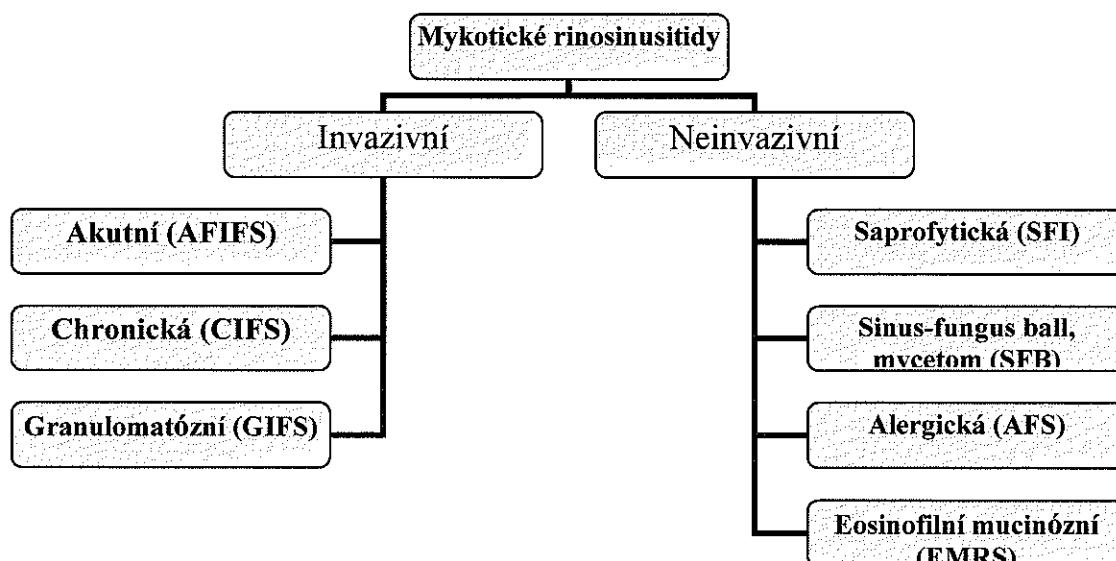 Mykotické rinosinusitidy
Invazivní
Neinvazivní
Akutní (AFIFS)
Chronická (CIFS)
Granulomatózní (GIFS)
Saprofytická (SFI)
Sinus-fungus ball,
mycetom (SFB)
Alergická (AFS)
Eosinofilní mucinózní
(EMRS)